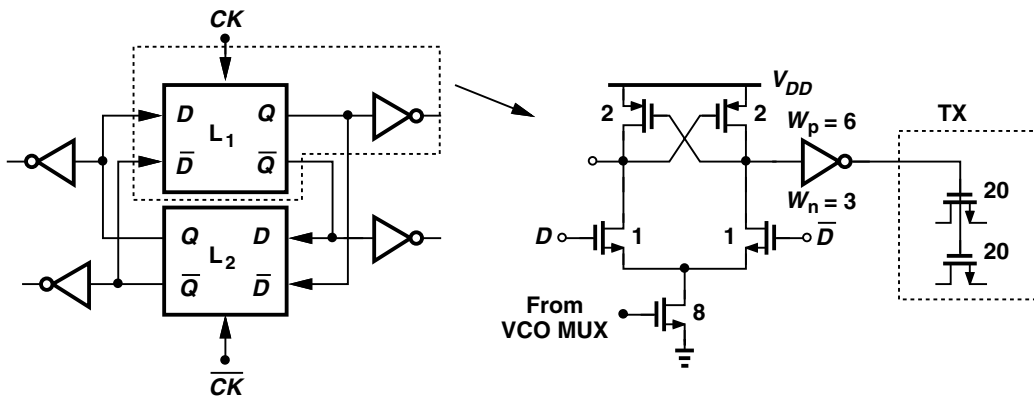 CK
D
Q
L1
D̅
Q̅
Q
D
L2
Q̅
D̅
C̅K̅
VDD
2
2
Wp = 6
Wn = 3
TX
20
20
D
1
1
D̅
From
VCO MUX
8